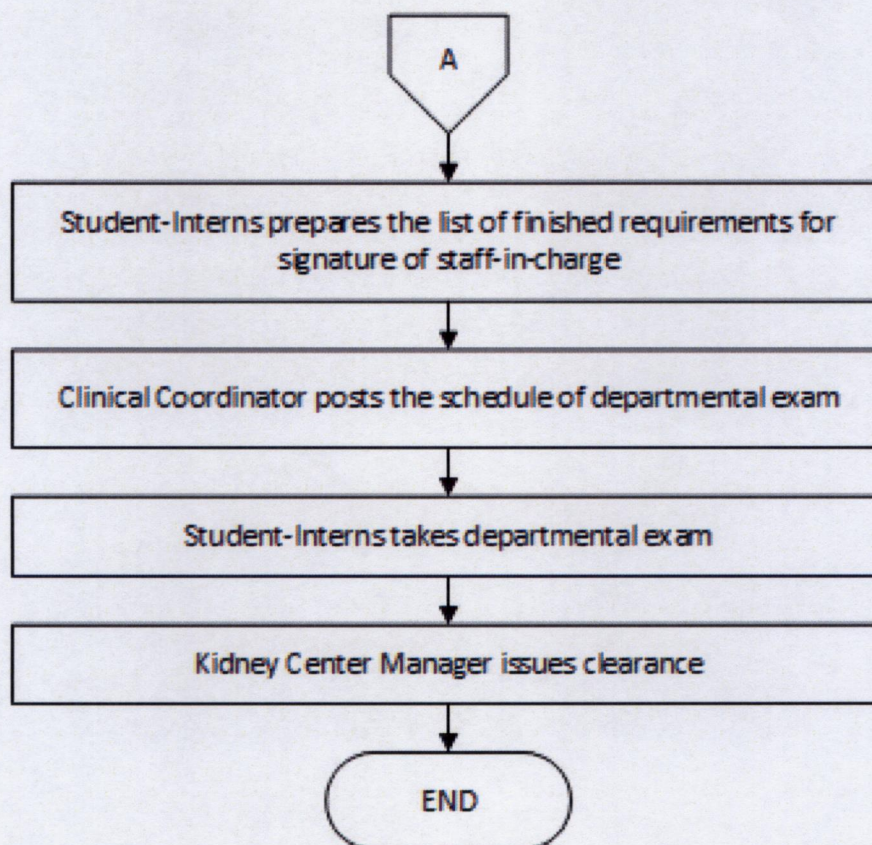 A
Student-Interns prepares the list of finished requirements for
signature of staff-in-charge
Clinical Coordinator posts the schedule of departmental exam
Student-Interns takes departmental exam
Kidney Center Manager issues clearance
END